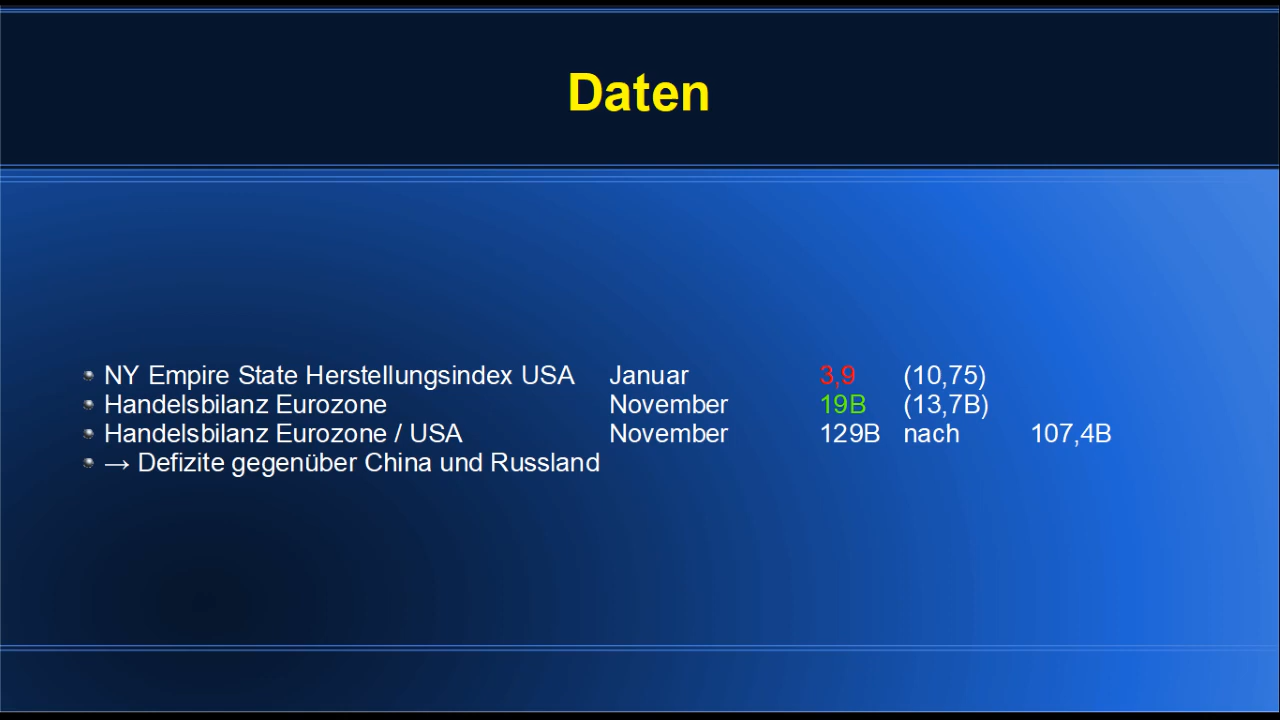 Daten
NY Empire State Herstellungsindex USA Januar 3,9 (10,75)
Handelsbilanz Eurozone November 19B (13,7B)
Handelsbilanz Eurozone / USA November 129B nach 107,4B
→ Defizite gegenüber China und Russland